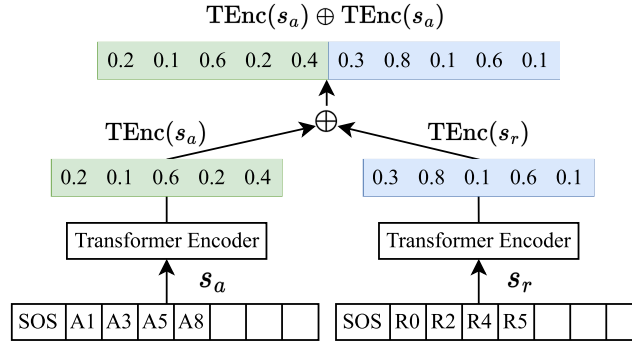 TEnc(s_a) ⊕ TEnc(s_a)
0.2 0.1 0.6 0.2 0.4 0.3 0.8 0.1 0.6 0.1
⊕
TEnc(s_a) TEnc(s_r)
0.2 0.1 0.6 0.2 0.4 0.3 0.8 0.1 0.6 0.1
Transformer Encoder Transformer Encoder
s_a s_r
SOS A1 A3 A5 A8 SOS R0 R2 R4 R5